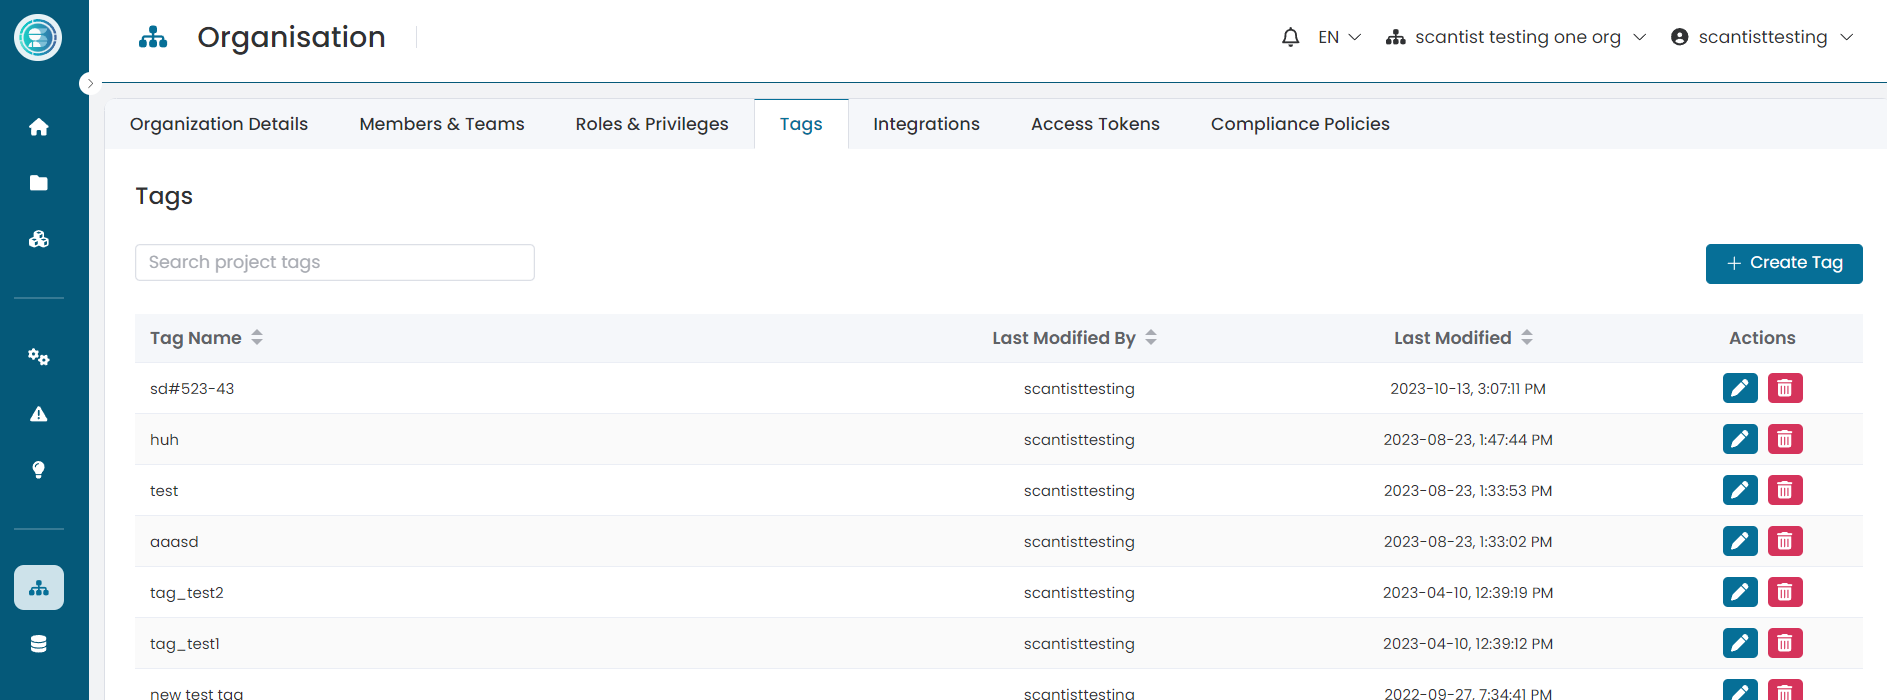 Organisation
EN
scantist testing one org
scantisttesting
Organization Details Members & Teams Roles & Privileges Tags Integrations Access Tokens Compliance Policies
Tags
Search project tags
+ Create Tag
Tag Name Last Modified By Last Modified Actions
sd#523-43 scantisttesting 2023-10-13, 3:07:11 PM
huh scantisttesting 2023-08-23, 1:47:44 PM
test scantisttesting 2023-08-23, 1:33:53 PM
aaasd scantisttesting 2023-08-23, 1:33:02 PM
tag_test2 scantisttesting 2023-04-10, 12:39:19 PM
tag_test1 scantisttesting 2023-04-10, 12:39:12 PM
new test tag scantisttesting 2022-09-27, 7:34:41 PM